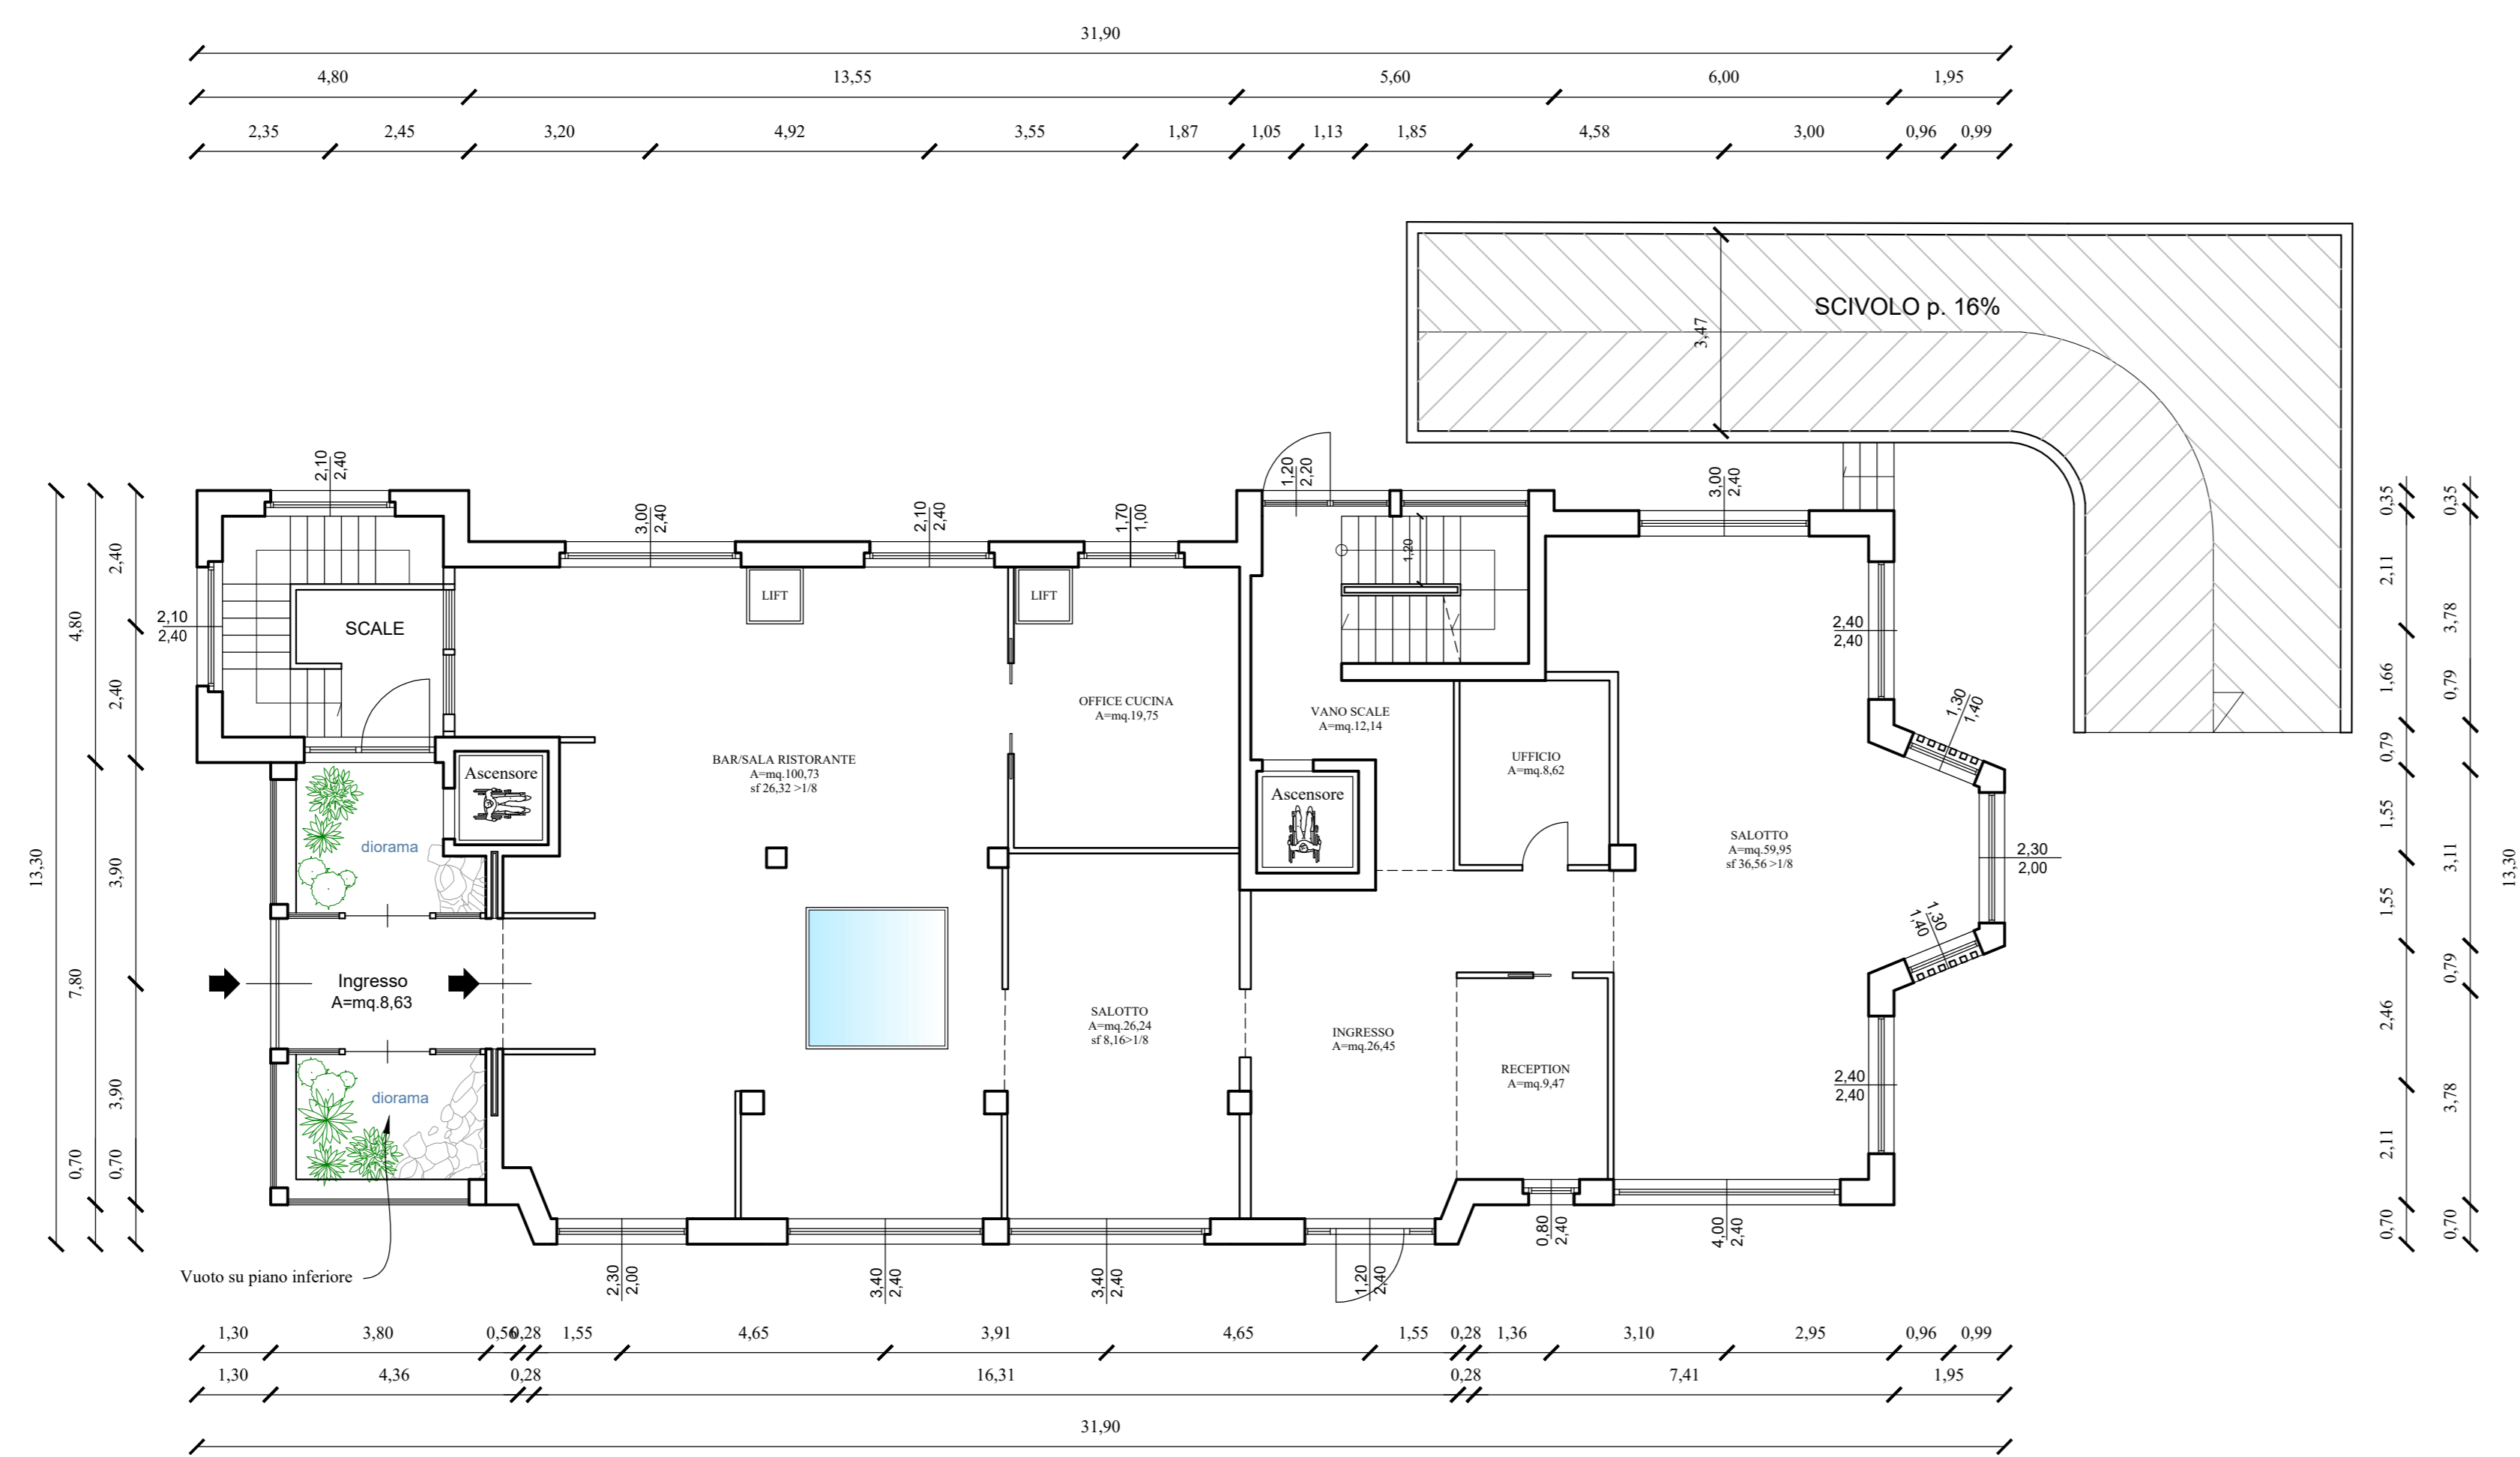 31,90
4,80 13,55 5,60 6,00 1,95
2,35 2,45 3,20 4,92 3,55 1,87 1,05 1,13 1,85 4,58 3,00 0,96 0,99
SCIVOLO p. 16%
3,47
2,10
2,40
3,00
2,40
2,10
2,40
1,70
1,00
1,20
2,20
3,00
2,40
1,20
2,10
2,40
SCALE
LIFT
LIFT
OFFICE CUCINA
A=mq.19,75
VANO SCALE
A=mq.12,14
BAR/SALA RISTORANTE
A=mq.100,73
sf 26,32 >1/8
UFFICIO
A=mq.8,62
Ascensore
Ascensore
SALOTTO
A=mq.59,95
sf 36,56 >1/8
2,40
2,40
1,30
1,40
2,30
2,00
1,30
1,40
2,40
2,40
diorama
Ingresso
A=mq.8,63
diorama
SALOTTO
A=mq.26,24
sf 8,16>1/8
INGRESSO
A=mq.26,45
RECEPTION
A=mq.9,47
Vuoto su piano inferiore
2,30
2,00
3,40
2,40
3,40
2,40
1,20
2,40
0,80
2,40
4,00
2,40
13,30
4,80
7,80
0,70
2,40
2,40
3,90
3,90
0,70
0,35
2,11
1,66
0,79
1,55
1,55
0,79
2,46
2,11
0,70
0,35
3,78
0,79
3,11
3,78
0,70
13,30
1,30 3,80 0,56 0,28 1,55 4,65 3,91 4,65 1,55 0,28 1,36 3,10 2,95 0,96 0,99
1,30 4,36 0,28 16,31 0,28 7,41 1,95
31,90